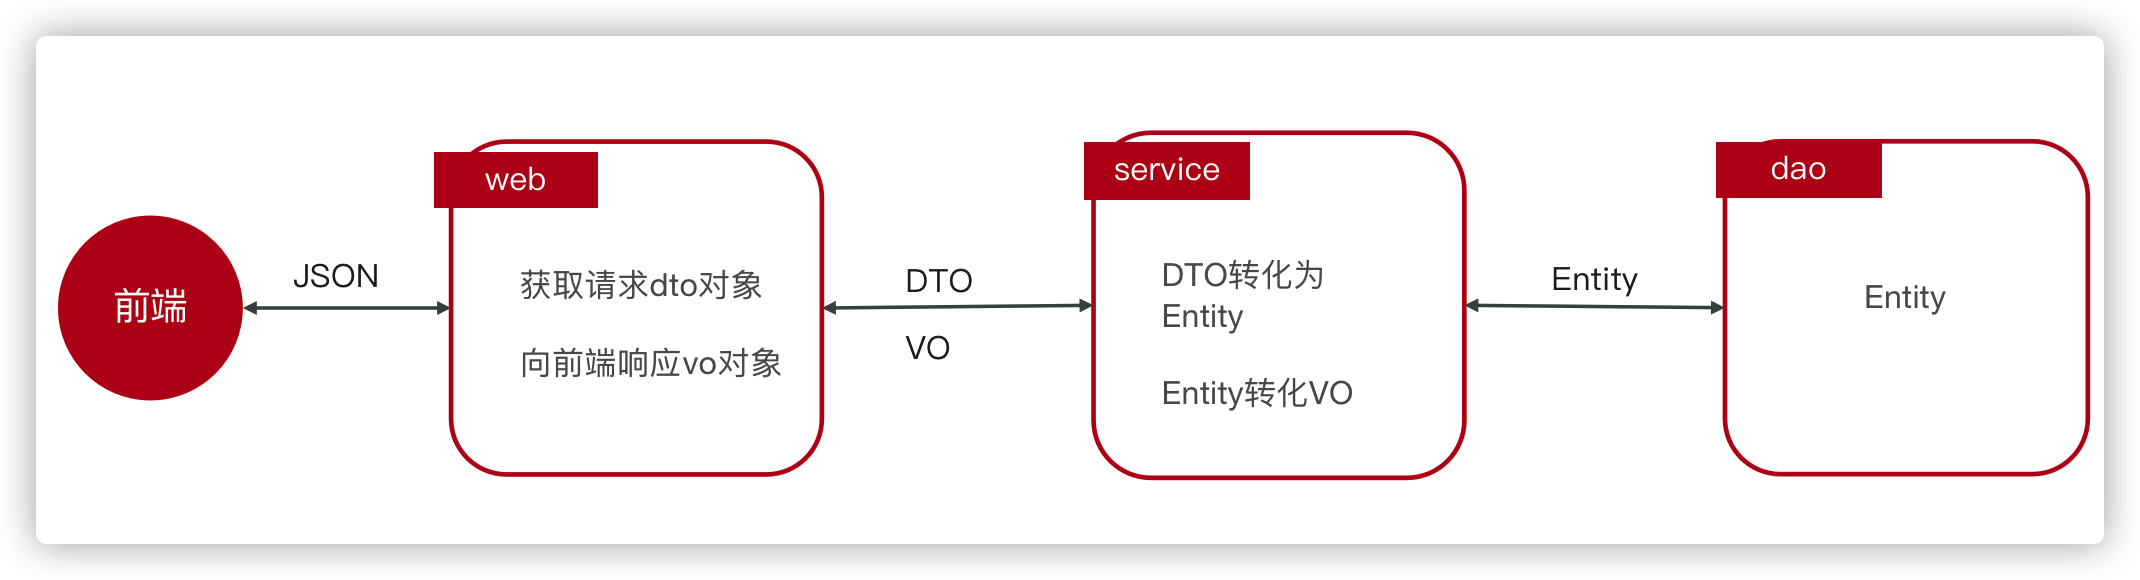 前端
JSON
web
获取请求dto对象
向前端响应vo对象
DTO
VO
service
DTO转化为
Entity
Entity转化VO
Entity
dao
Entity